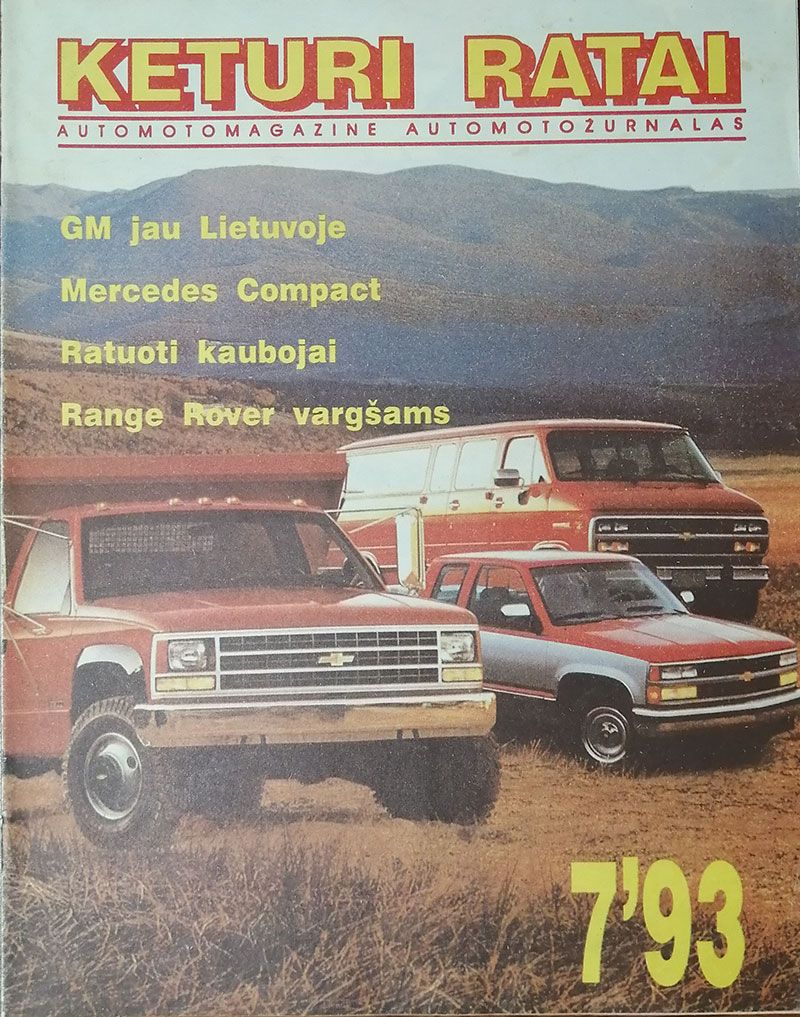 KETURI RATAI
AUTOMOTOMAGAZINE AUTOMOTOŽURNALAS
GM jau Lietuvoje
Mercedes Compact
Ratuoti kaubojai
Range Rover vargšams
7'93